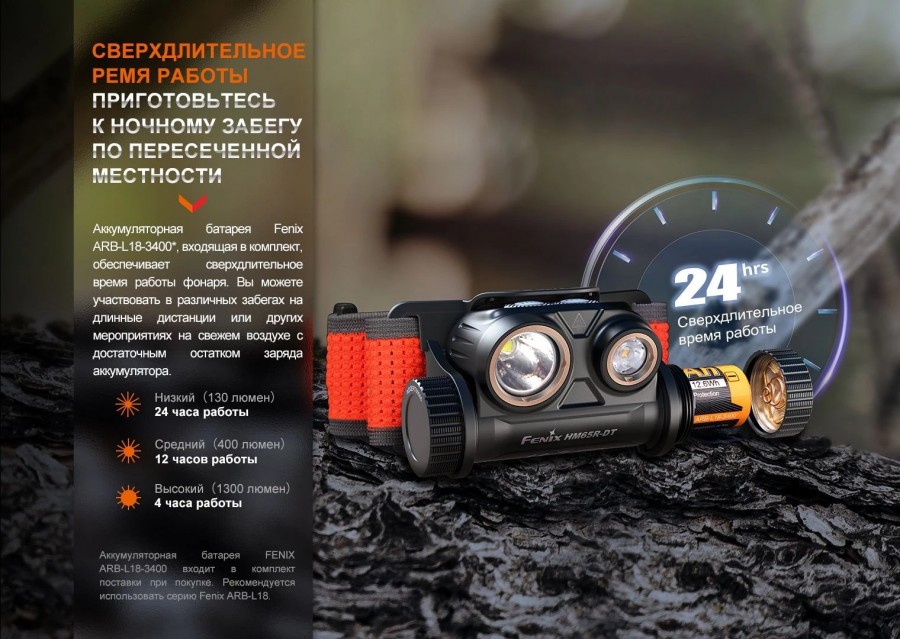 СВЕРХДЛИТЕЛЬНОЕ
РЕМЯ РАБОТЫ
ПРИГОТОВЬТЕСЬ
К НОЧНОМУ ЗАБЕГУ
ПО ПЕРЕСЕЧЕННОЙ
МЕСТНОСТИ
Аккумуляторная батарея Fenix
ARB-L18-3400*, входящая в комплект,
обеспечивает сверхдлительное
время работы фонаря. Вы можете
участвовать в различных забегах на
длинные дистанции или других
мероприятиях на свежем воздухе с
достаточным остатком заряда
аккумулятора.
Низкий (130 люмен)
24 часа работы
Средний (400 люмен)
12 часов работы
Высокий (1300 люмен)
4 часа работы
Аккумуляторная батарея FENIX
ARB-L18-3400 входит в комплект
поставки при покупке. Рекомендуется
использовать серию Fenix ARB-L18.
24 hrs
Сверхдлительное
время работы
12.6Wh
Protection
FENIX HM65R-DT